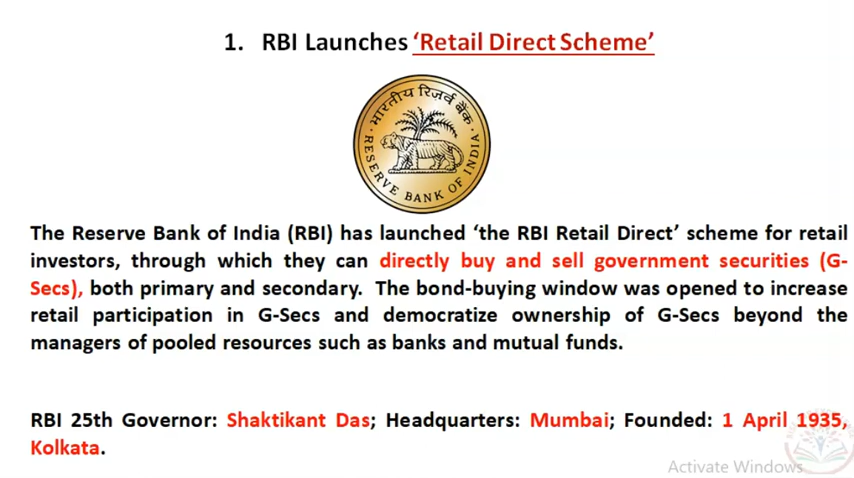 1. RBI Launches ‘Retail Direct Scheme’
भारतीय रिज़र्व बैंक
RESERVE BANK OF INDIA
The Reserve Bank of India (RBI) has launched ‘the RBI Retail Direct’ scheme for retail
investors, through which they can directly buy and sell government securities (G-
Secs), both primary and secondary. The bond-buying window was opened to increase
retail participation in G-Secs and democratize ownership of G-Secs beyond the
managers of pooled resources such as banks and mutual funds.
RBI 25th Governor: Shaktikant Das; Headquarters: Mumbai; Founded: 1 April 1935,
Kolkata.
Activate Windows